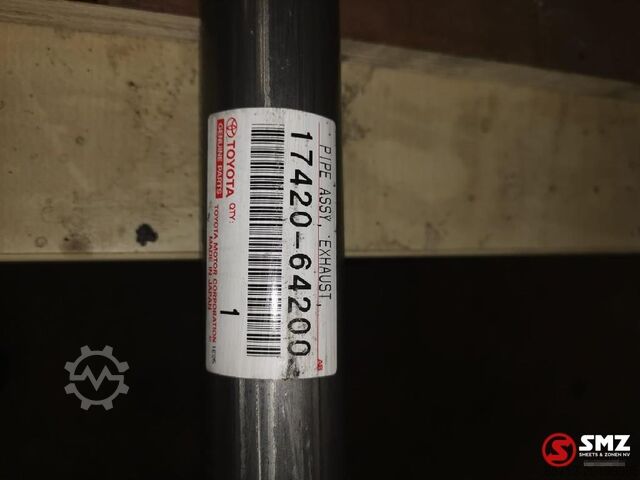 PIPE ASSY, EXHAUST,
17420-64200
TOYOTA QTY: 1
GENUINE PARTS
TOYOTA MOTOR CORPORATION
MADE IN JAPAN
SMZ
SMEETS & ZONEN NV